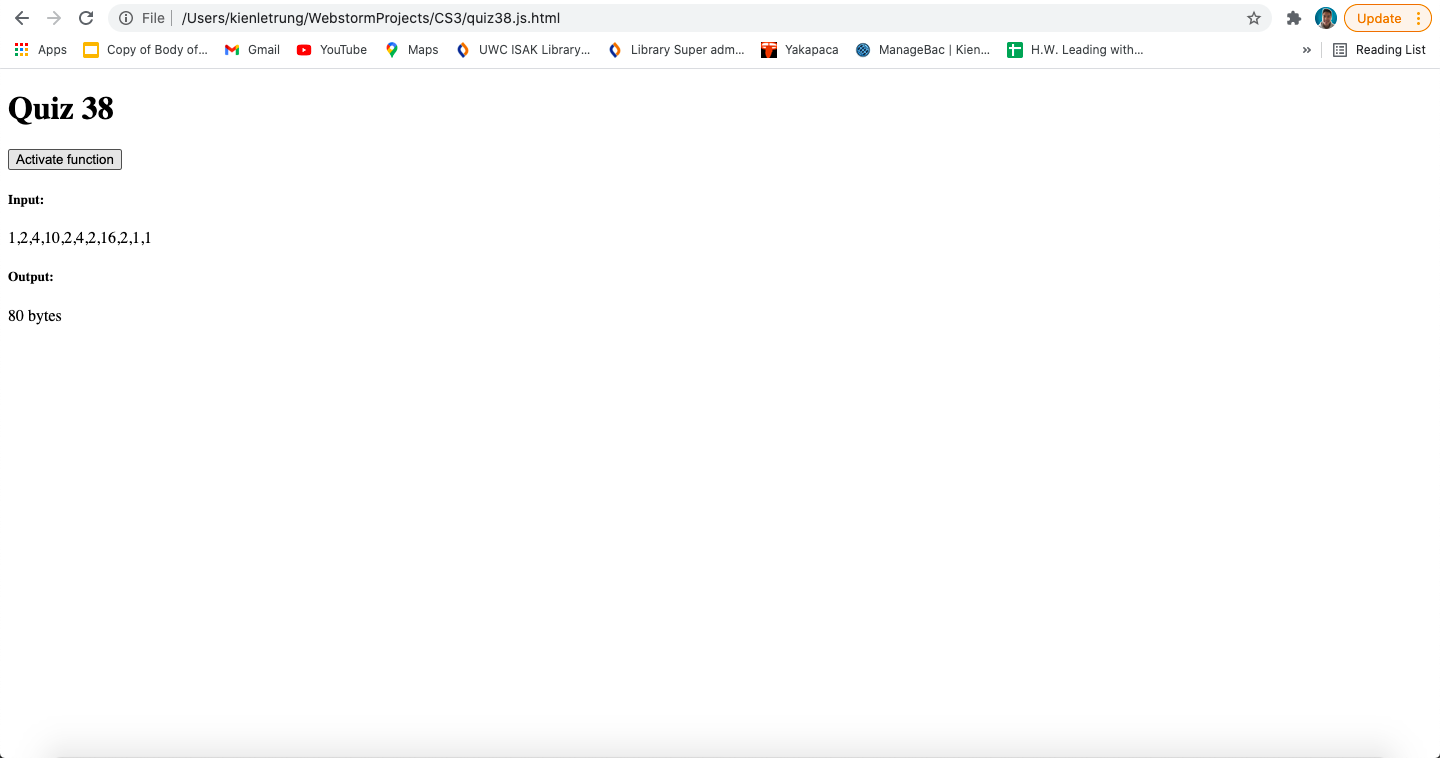 File /Users/kienletrung/WebstormProjects/CS3/quiz38.js.html Update
Apps Copy of Body of... Gmail YouTube Maps UWC ISAK Library... Library Super adm... Yakapaca ManageBac | Kien... H.W. Leading with... » Reading List
Quiz 38
Activate function
Input:
1,2,4,10,2,4,2,16,2,1,1
Output:
80 bytes